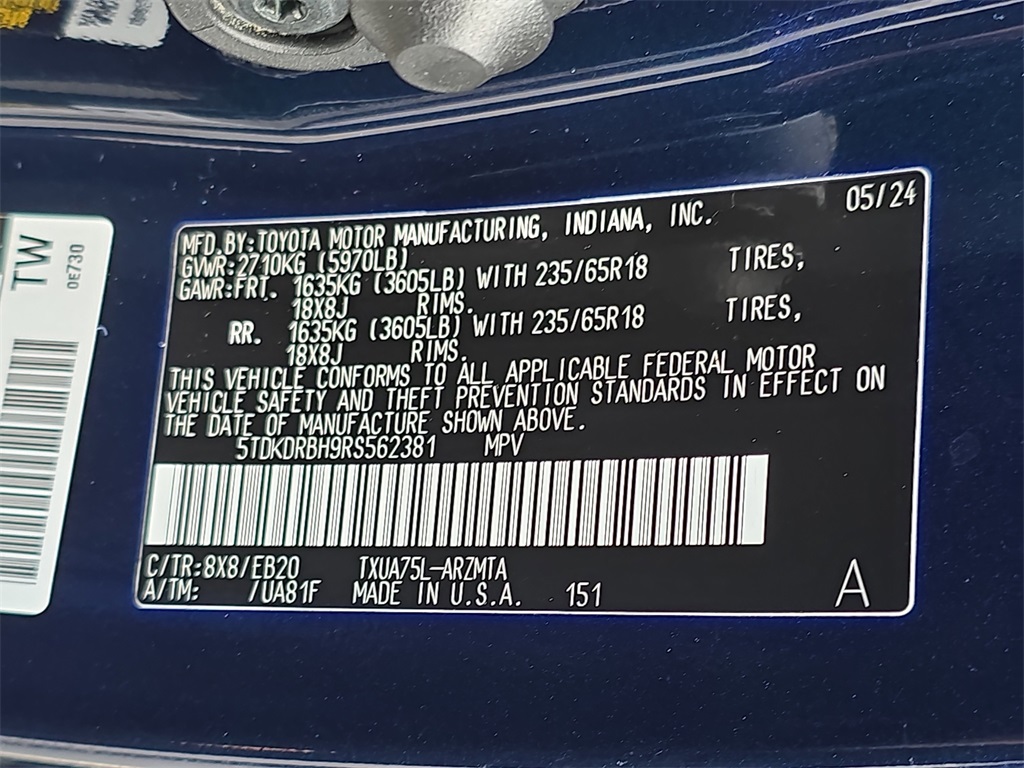 05/24
MFD.BY:TOYOTA MOTOR MANUFACTURING, INDIANA, INC.
GVWR:2710KG (5970LB)
GAWR:FRT. 1635KG (3605LB) WITH 235/65R18 TIRES,
18X8J RIMS.
RR. 1635KG (3605LB) WITH 235/65R18 TIRES,
18X8J RIMS.
THIS VEHICLE CONFORMS TO ALL APPLICABLE FEDERAL MOTOR
VEHICLE SAFETY AND THEFT PREVENTION STANDARDS IN EFFECT ON
THE DATE OF MANUFACTURE SHOWN ABOVE.
5TDKDRBH9RS562381 MPV
C/TR:8X8/EB20 TXUA75L-ARZMTA
A/TM: /UA81F MADE IN U.S.A. 151
A
TW
0E730